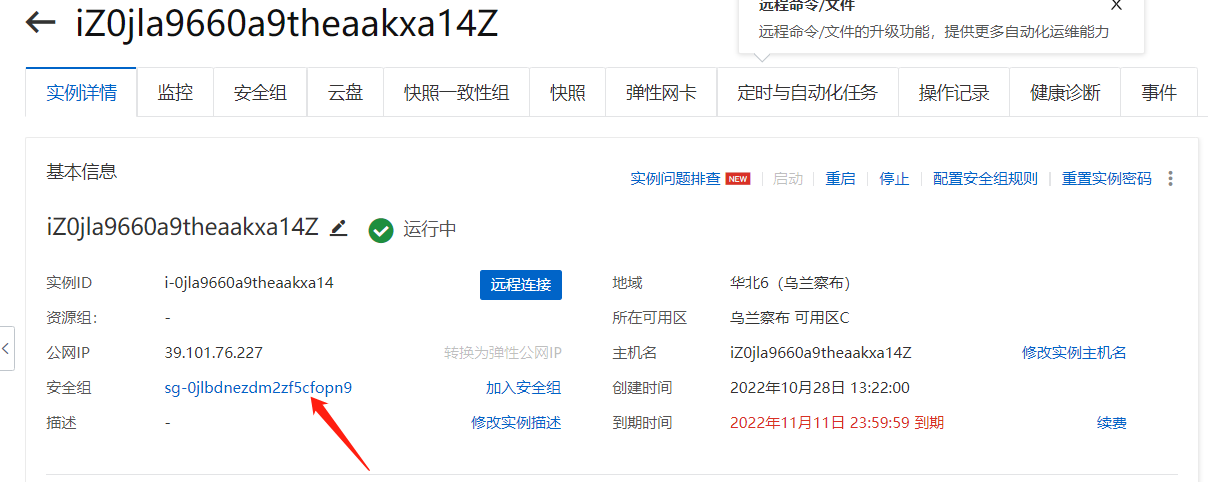 iZ0jla9660a9theaakxa14Z
远程命令/文件
远程命令/文件的升级功能，提供更多自动化运维能力
实例详情 监控 安全组 云盘 快照一致性组 快照 弹性网卡 定时与自动化任务 操作记录 健康诊断 事件
基本信息
实例问题排查 NEW 启动 重启 停止 配置安全组规则 重置实例密码
iZ0jla9660a9theaakxa14Z 运行中
实例ID i-0jla9660a9theaakxa14 远程连接 地域 华北6（乌兰察布）
资源组： - 所在可用区 乌兰察布 可用区C
公网IP 39.101.76.227 转换为弹性公网IP 主机名 iZ0jla9660a9theaakxa14Z 修改实例主机名
安全组 sg-0jlbdnezdm2zf5cfopn9 加入安全组 创建时间 2022年10月28日 13:22:00
描述 - 修改实例描述 到期时间 2022年11月11日 23:59:59 到期 续费